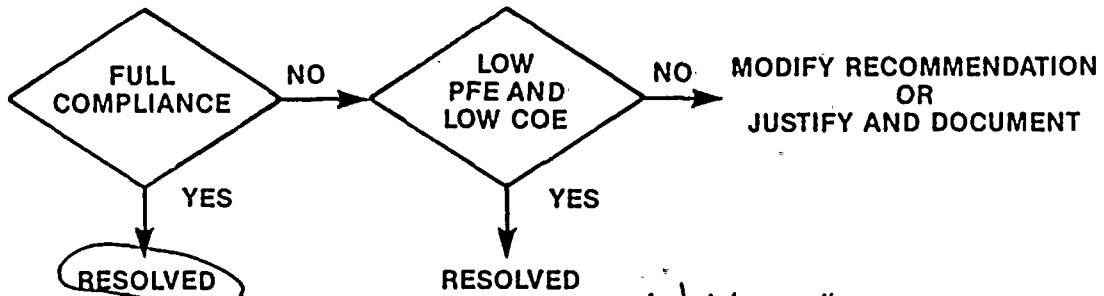 FULL
COMPLIANCE
NO
LOW
PFE AND
LOW COE
NO
MODIFY RECOMMENDATION
OR
JUSTIFY AND DOCUMENT
YES
YES
RESOLVED
RESOLVED